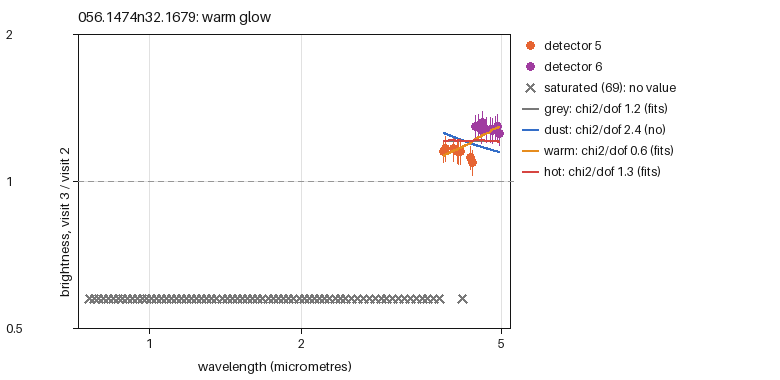 056.1474n32.1679: warm glow
2
1
0.5
brightness, visit 3 / visit 2
1
2
5
wavelength (micrometres)
detector 5
detector 6
saturated (69): no value
grey: chi2/dof 1.2 (fits)
dust: chi2/dof 2.4 (no)
warm: chi2/dof 0.6 (fits)
hot: chi2/dof 1.3 (fits)